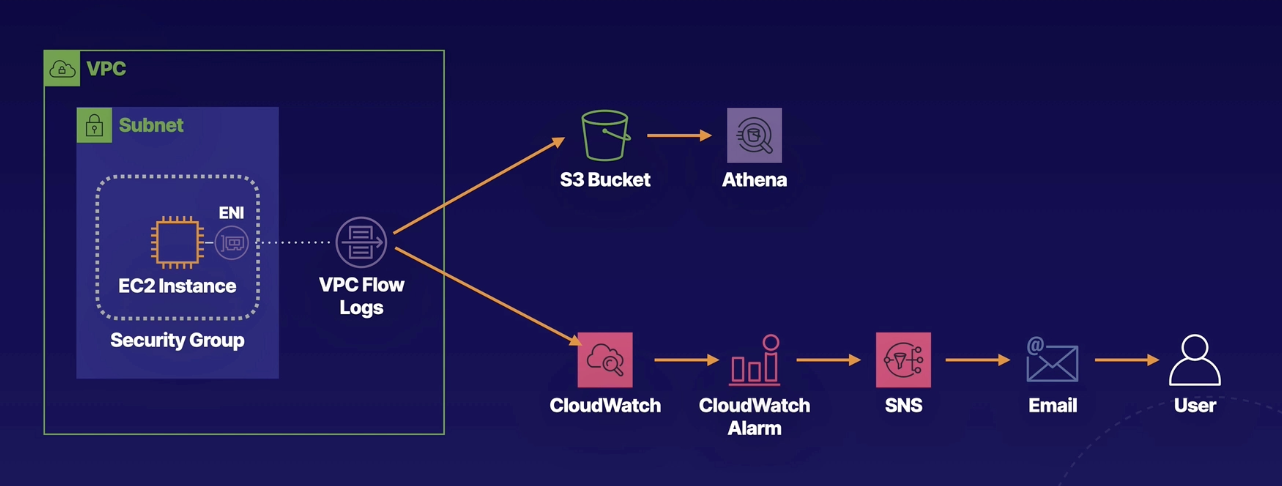 VPC
Subnet
ENI
EC2 Instance
Security Group
VPC Flow
Logs
S3 Bucket
Athena
CloudWatch
CloudWatch
Alarm
SNS
@
Email
User